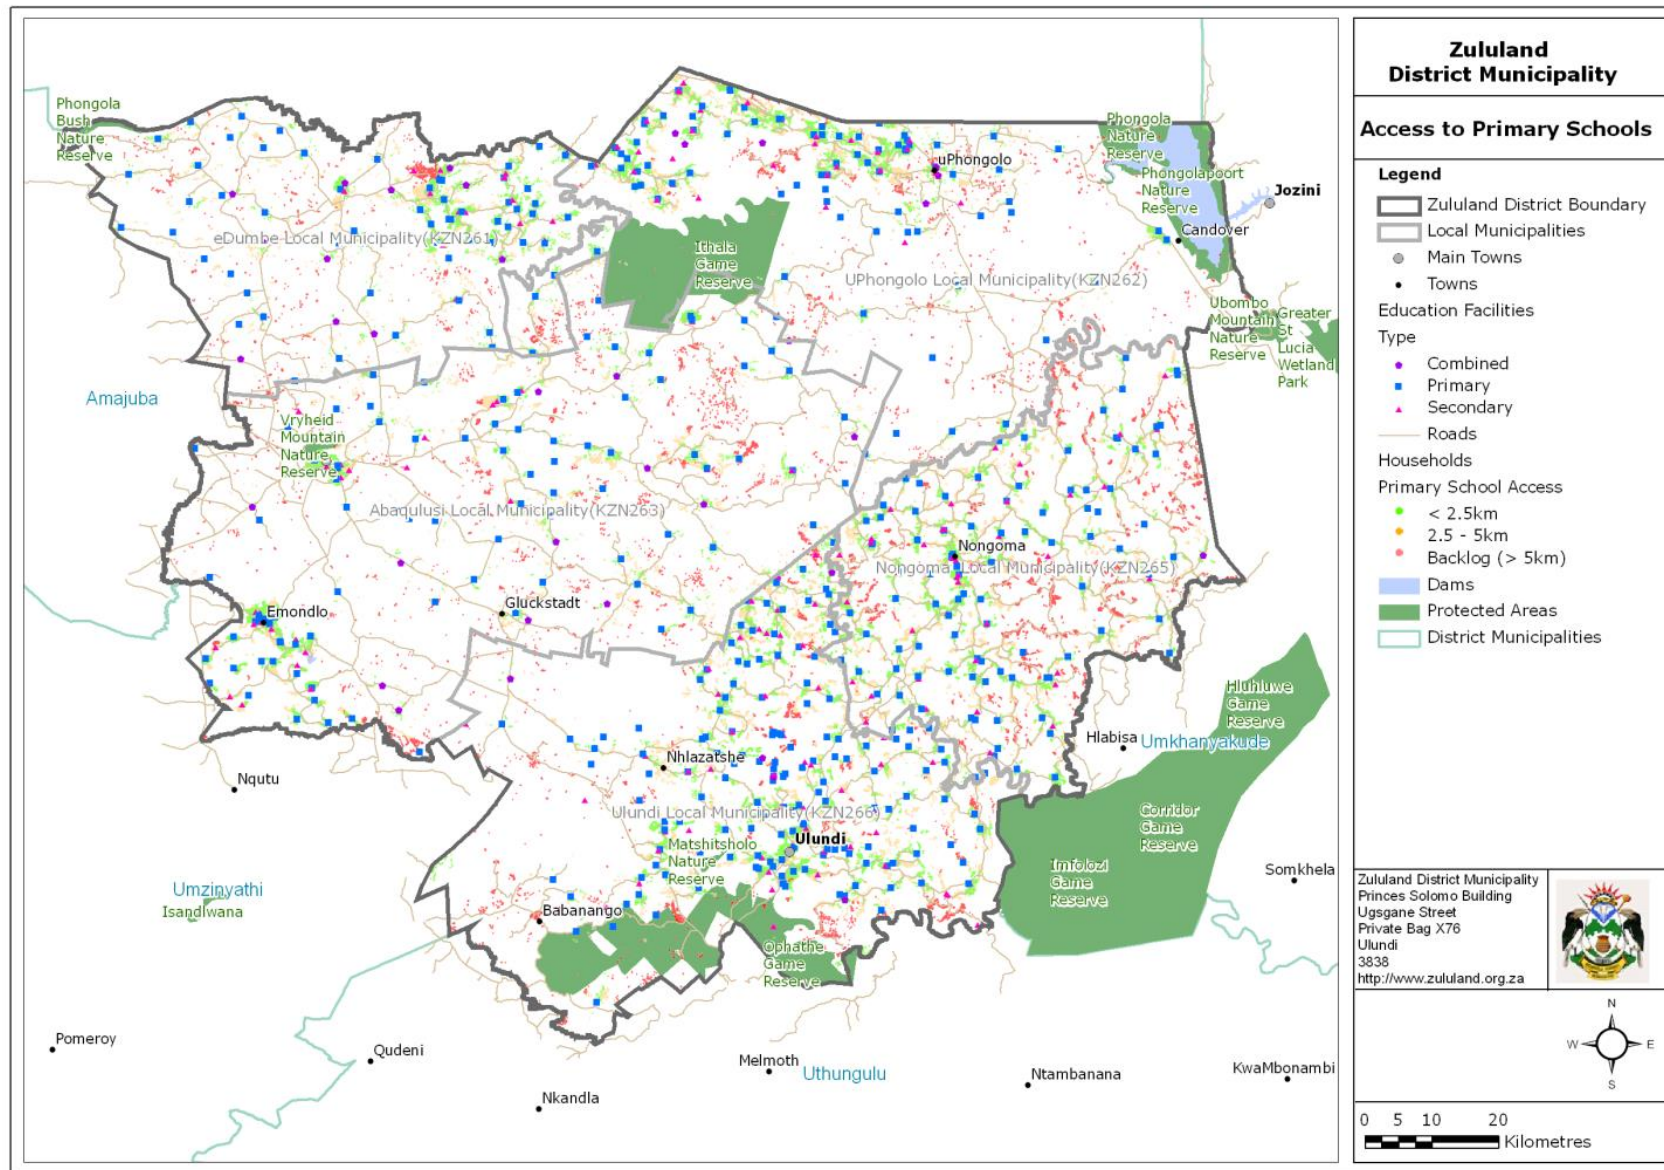 Zululand
District Municipality
Access to Primary Schools
Legend
Zululand District Boundary
Local Municipalities
Main Towns
Towns
Education Facilities
Type
Combined
Primary
Secondary
Roads
Households
Primary School Access
< 2.5km
2.5 - 5km
Backlog (> 5km)
Dams
Protected Areas
District Municipalities
Zululand District Municipality
Princes Solomo Building
Ugsgane Street
Private Bag X76
Ulundi
3838
http://www.zululand.org.za
N
W
E
S
0 5 10 20
Kilometres
Phongola
Bush
Nature
Reserve
Phongola
Nature
Reserve
uPhongolo
Phongolapoort
Nature
Reserve
Jozini
Candover
eDumbe Local Municipality(KZN261)
Ithala
Game
Reserve
UPhongolo Local Municipality(KZN262)
Ubombo
Mountain
Nature
Reserve
Greater
St
Lucia
Wetland
Park
Amajuba
Vryheid
Mountain
Nature
Reserve
Abaqulusi Local Municipality(KZN263)
Nongoma
Nongoma Local Municipality(KZN265)
Emondlo
Gluckstadt
Hluhluwe
Game
Reserve
Hlabisa
Umkhanyakude
Nqutu
Nhlazatshe
Ulundi Local Municipality(KZN266)
Corridor
Game
Reserve
Ulundi
Matshitsholo
Nature
Reserve
Imfolozi
Game
Reserve
Somkhela
Umzinyathi
Isandlwana
Babanango
Ophathe
Game
Reserve
Pomeroy
Qudeni
Melmoth
Uthungulu
Ntambanana
KwaMbonambi
Nkandla